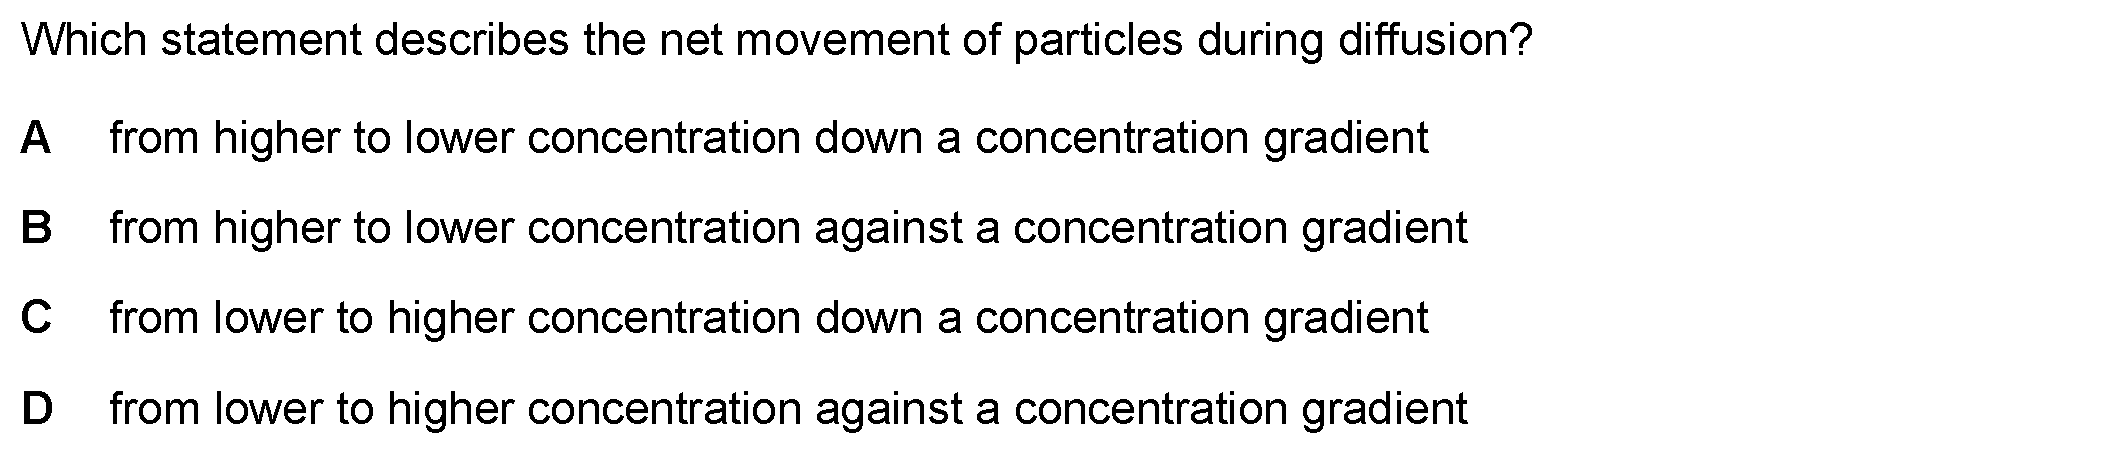 Which statement describes the net movement of particles during diffusion?
A from higher to lower concentration down a concentration gradient
B from higher to lower concentration against a concentration gradient
C from lower to higher concentration down a concentration gradient
D from lower to higher concentration against a concentration gradient